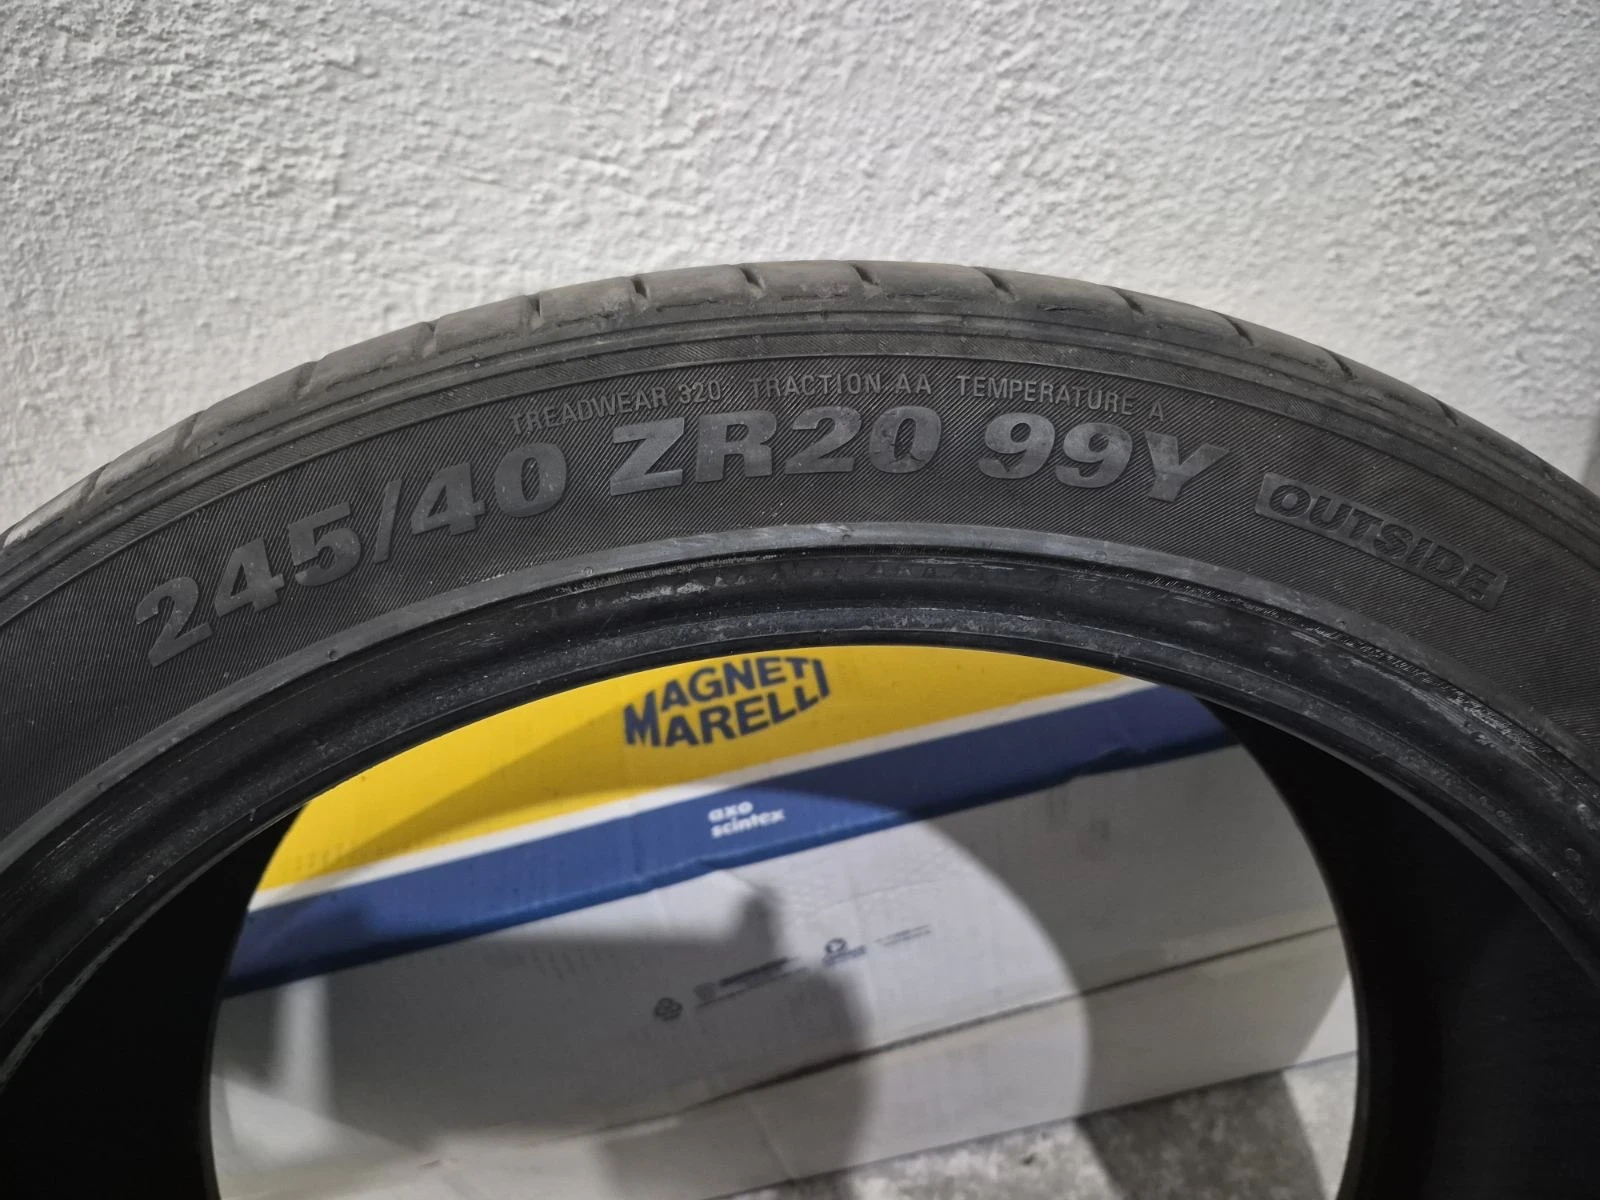 TREADWEAR 320 TRACTION AA TEMPERATURE A
245/40 ZR20 99Y OUTSIDE
MAGNETI
MARELLI
axo
scintex